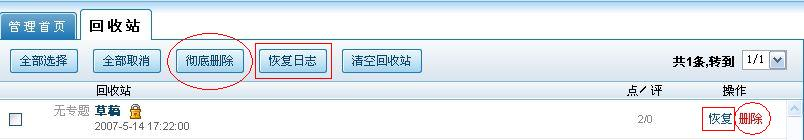 管理首页 回收站
全部选择 全部取消 彻底删除 恢复日志 清空回收站 共1条,转到 1/1
回收站 点／评 操作
无专题 草稿 2/0 恢复 删除
2007-5-14 17:22:00